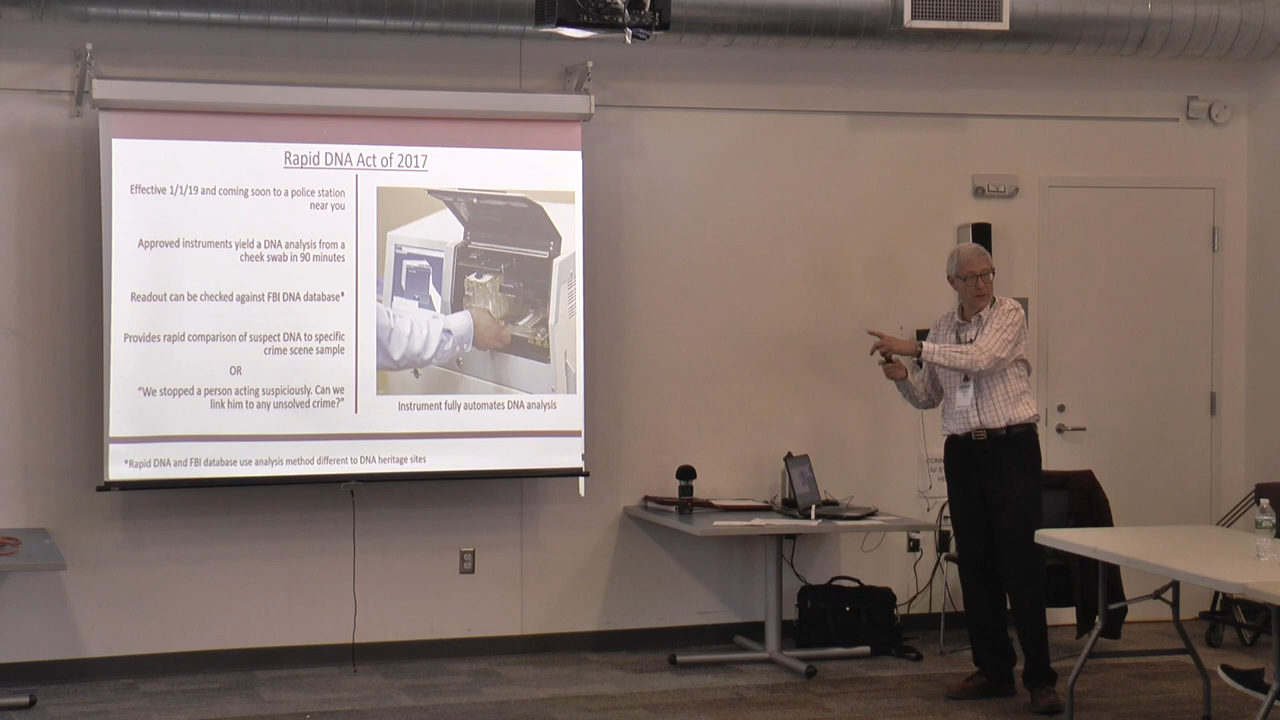 Rapid DNA Act of 2017
Effective 1/1/19 and coming soon to a police station
near you
Approved instruments yield a DNA analysis from a
cheek swab in 90 minutes
Readout can be checked against FBI DNA database*
Provides rapid comparison of suspect DNA to specific
crime scene sample
OR
"We stopped a person acting suspiciously. Can we
link him to any unsolved crime?"
Instrument fully automates DNA analysis
*Rapid DNA and FBI database use analysis method different to DNA heritage sites